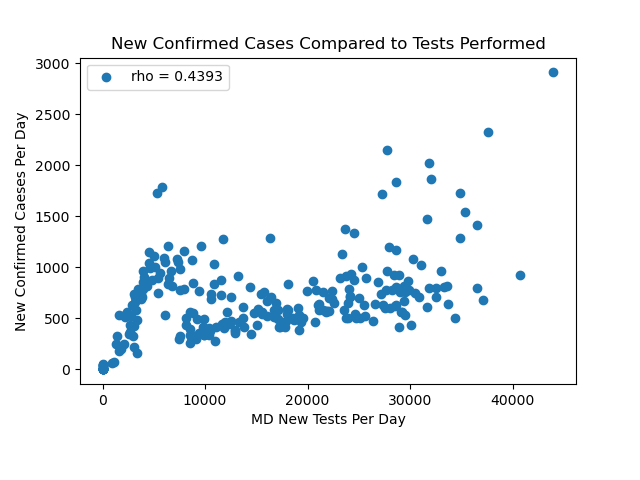 New Confirmed Cases Compared to Tests Performed
rho = 0.4393
3000
2500
2000
1500
1000
500
0
New Confirmed Caeses Per Day
0 10000 20000 30000 40000
MD New Tests Per Day